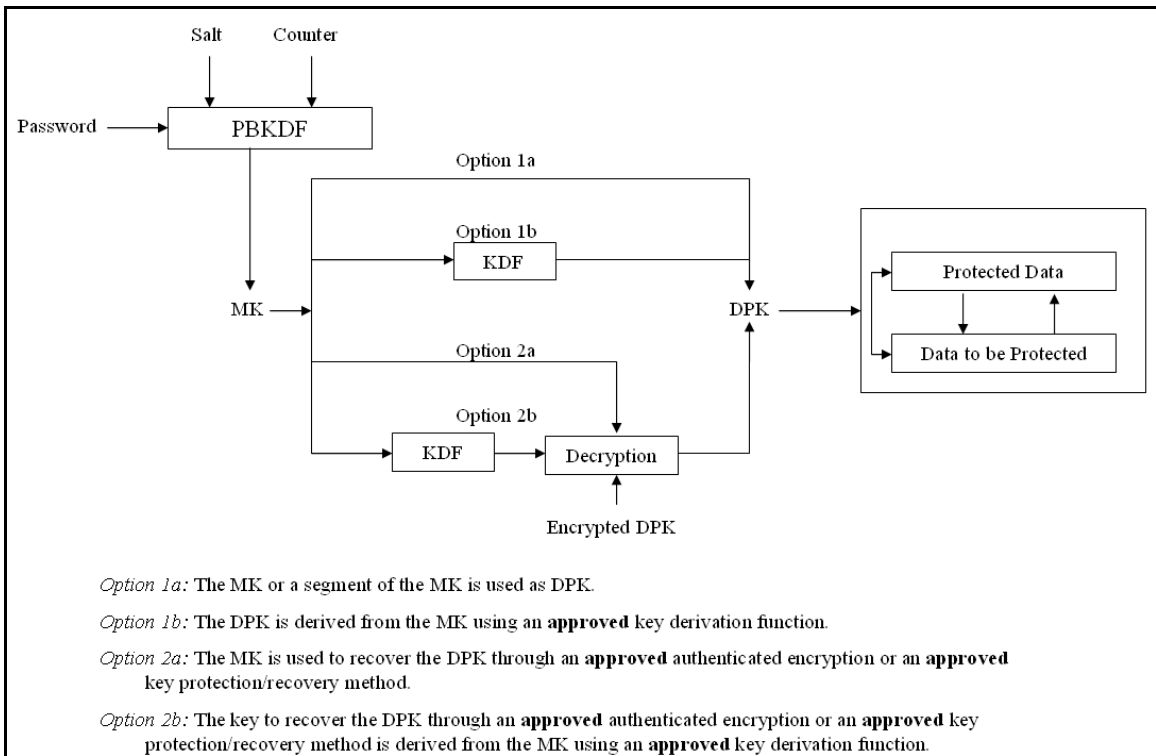 Salt Counter
Password
PBKDF
Option 1a
Option 1b
KDF
Protected Data
MK
DPK
Option 2a
Data to be Protected
Option 2b
KDF
Decryption
Encrypted DPK
Option 1a: The MK or a segment of the MK is used as DPK.
Option 1b: The DPK is derived from the MK using an approved key derivation function.
Option 2a: The MK is used to recover the DPK through an approved authenticated encryption or an approved
key protection/recovery method.
Option 2b: The key to recover the DPK through an approved authenticated encryption or an approved key
protection/recovery method is derived from the MK using an approved key derivation function.